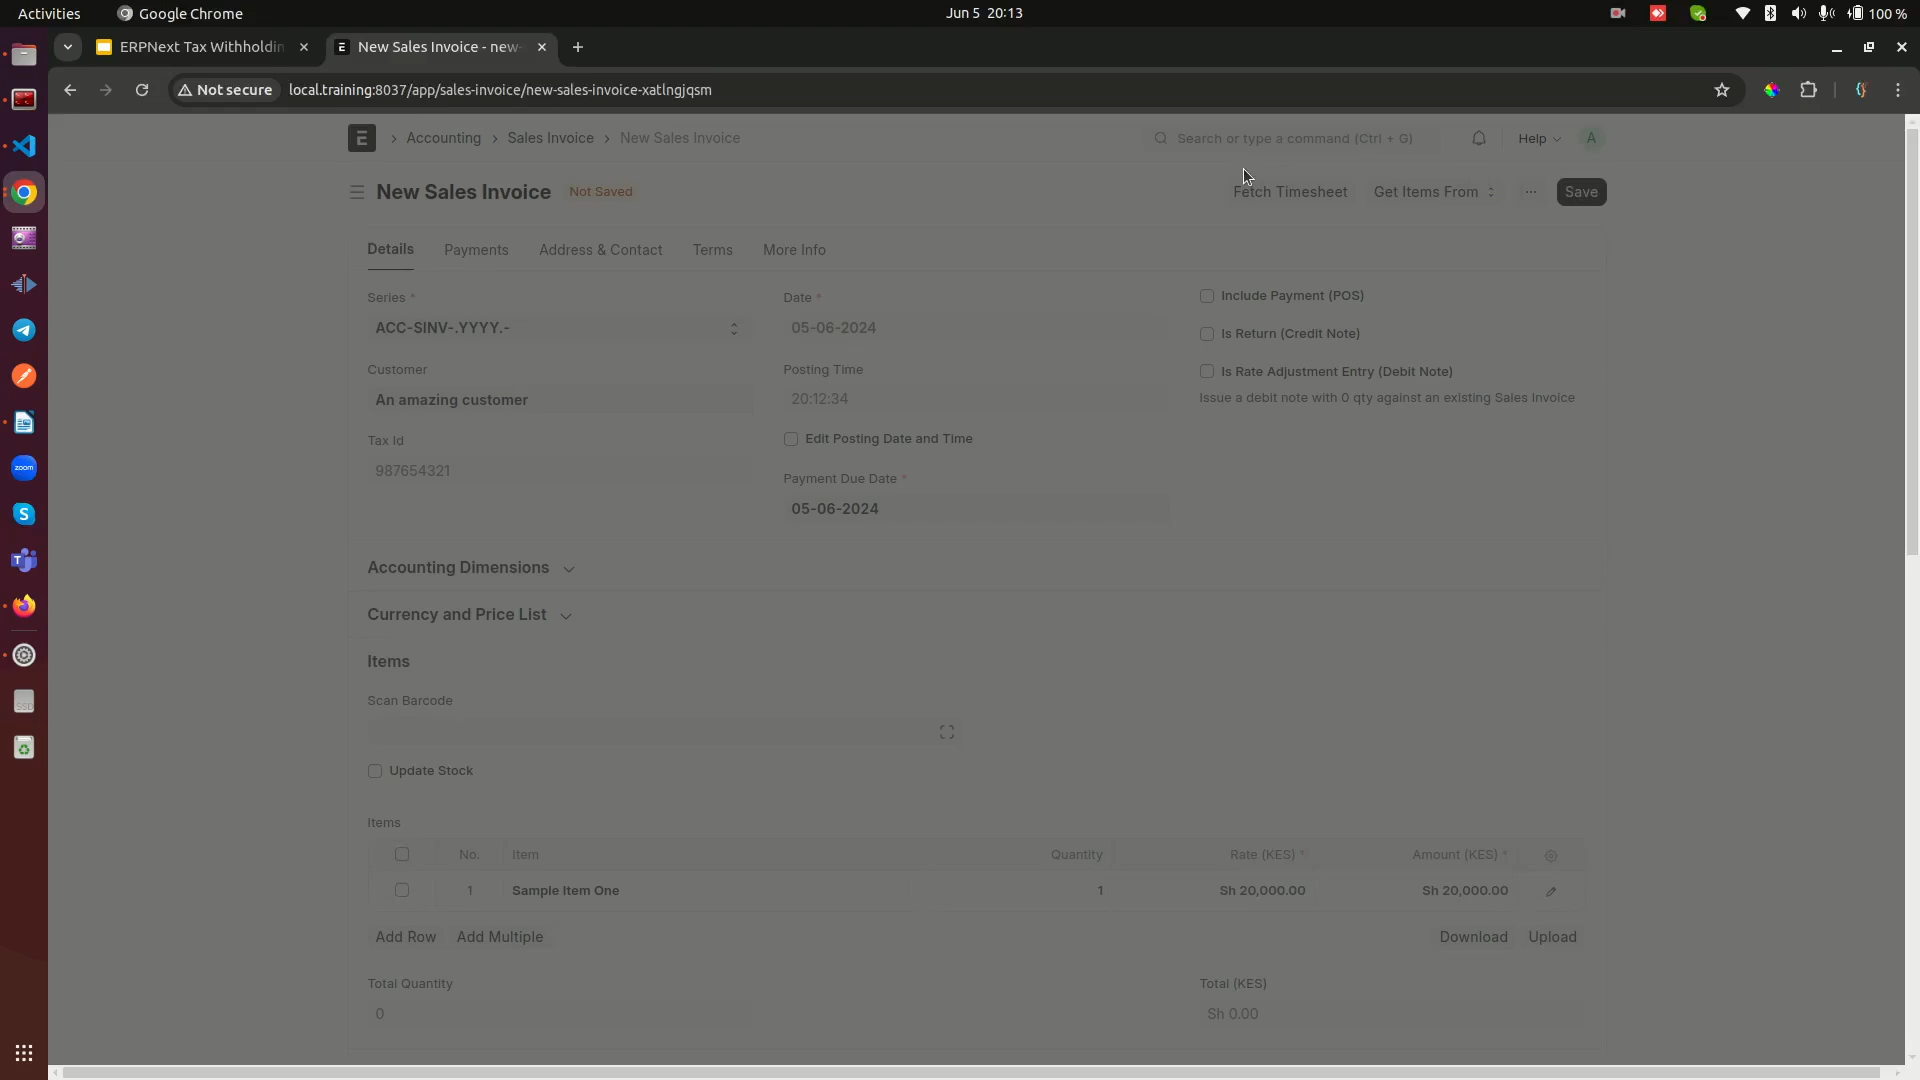 Activities Google Chrome Jun 5 20:13 100 %
ERPNext Tax Withholdin New Sales Invoice - new-
Not secure local.training:8037/app/sales-invoice/new-sales-invoice-xatlngjqsm
E Accounting Sales Invoice New Sales Invoice Search or type a command (Ctrl + G) Help A
New Sales Invoice Not Saved Fetch Timesheet Get Items From ... Save
Details Payments Address & Contact Terms More Info
Series * Date * Include Payment (POS)
ACC-SINV-.YYYY.- 05-06-2024 Is Return (Credit Note)
Customer Posting Time Is Rate Adjustment Entry (Debit Note)
An amazing customer 20:12:34 Issue a debit note with 0 qty against an existing Sales Invoice
Tax Id Edit Posting Date and Time
987654321 Payment Due Date *
05-06-2024
Accounting Dimensions
Currency and Price List
Items
Scan Barcode
Update Stock
Items
No. Item Quantity Rate (KES) * Amount (KES) *
1 Sample Item One 1 Sh 20,000.00 Sh 20,000.00
Add Row Add Multiple Download Upload
Total Quantity Total (KES)
0 Sh 0.00
zoom
SSD